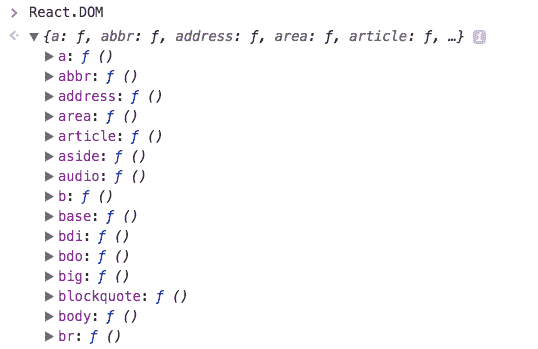 React.DOM
{a: ƒ, abbr: ƒ, address: ƒ, area: ƒ, article: ƒ, …} i
a: ƒ ()
abbr: ƒ ()
address: ƒ ()
area: ƒ ()
article: ƒ ()
aside: ƒ ()
audio: ƒ ()
b: ƒ ()
base: ƒ ()
bdi: ƒ ()
bdo: ƒ ()
big: ƒ ()
blockquote: ƒ ()
body: ƒ ()
br: ƒ ()